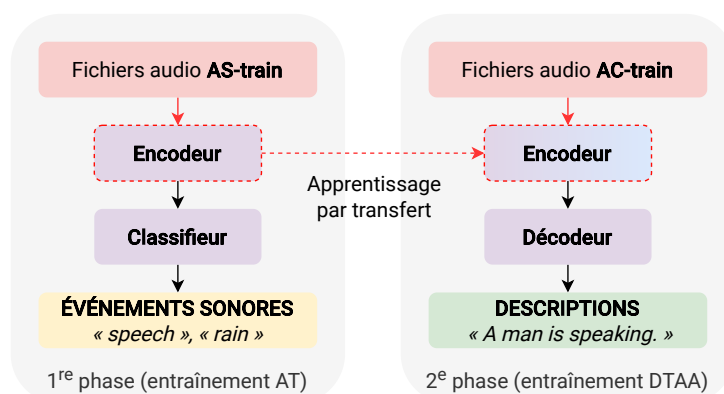 Fichiers audio AS-train
Encodeur
Classifieur
ÉVÉNEMENTS SONORES
« speech », « rain »
1re phase (entraînement AT)
Apprentissage
par transfert
Fichiers audio AC-train
Encodeur
Décodeur
DESCRIPTIONS
« A man is speaking. »
2e phase (entraînement DTAA)